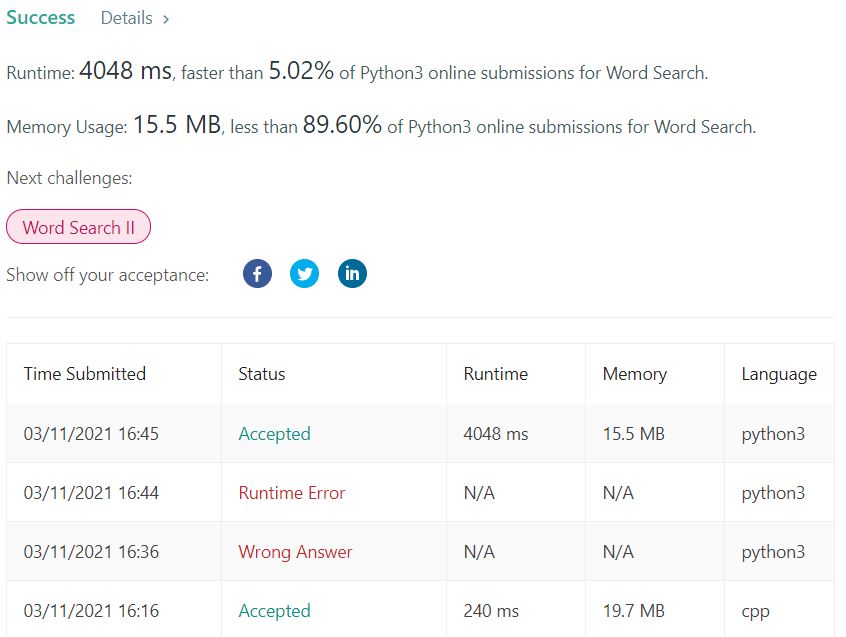 Success Details >
Runtime: 4048 ms, faster than 5.02% of Python3 online submissions for Word Search.
Memory Usage: 15.5 MB, less than 89.60% of Python3 online submissions for Word Search.
Next challenges:
Word Search II
Show off your acceptance: f in
Time Submitted Status Runtime Memory Language
03/11/2021 16:45 Accepted 4048 ms 15.5 MB python3
03/11/2021 16:44 Runtime Error N/A N/A python3
03/11/2021 16:36 Wrong Answer N/A N/A python3
03/11/2021 16:16 Accepted 240 ms 19.7 MB cpp